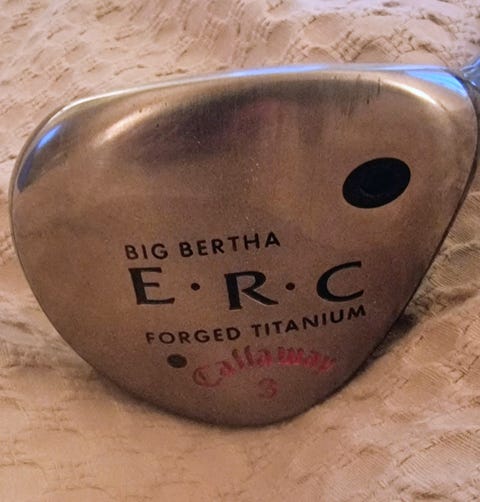 BIG BERTHA
E·R·C
FORGED TITANIUM
Callaway
3